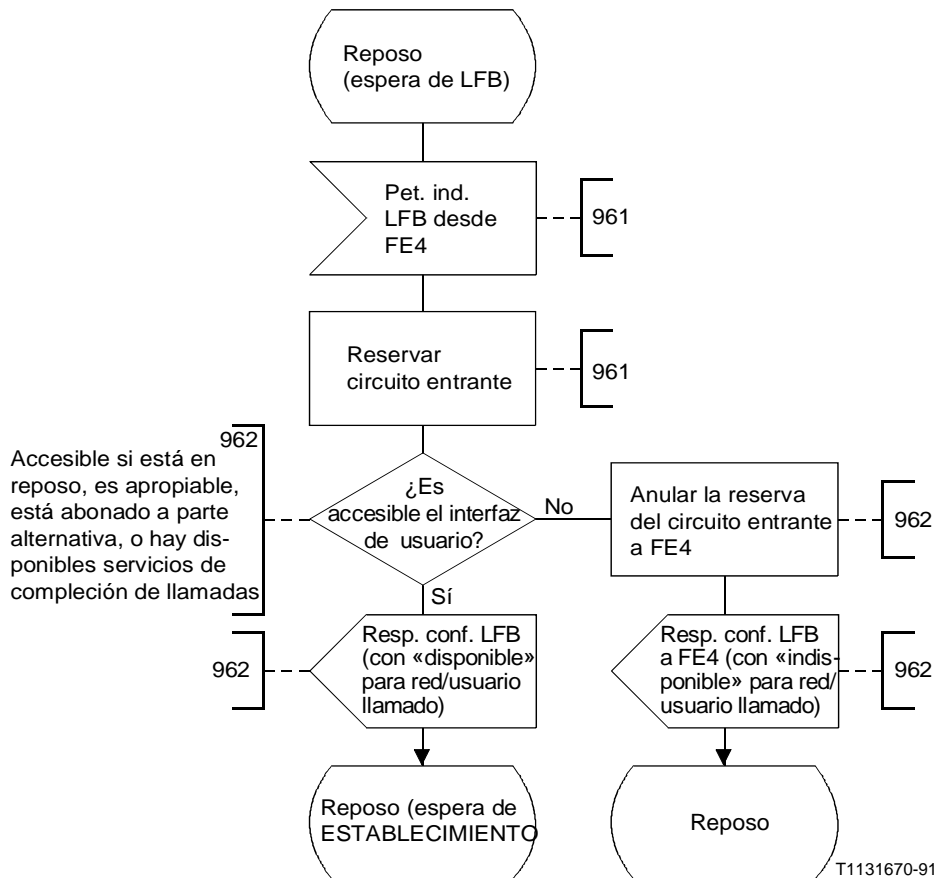 Reposo
(espera de LFB)
Pet. ind.
LFB desde
FE4
961
Reservar
circuito entrante
961
962
Accesible si está en
reposo, es apropiable,
está abonado a parte
alternativa, o hay dis-
ponibles servicios de
compleción de llamadas
¿Es
accesible el interfaz
de usuario?
No
Anular la reserva
del circuito entrante
a FE4
962
Sí
962
Resp. conf. LFB
(con «disponible»
para red/usuario
llamado)
Resp. conf. LFB
a FE4 (con «indis-
ponible» para red/
usuario llamado)
962
Reposo (espera de
ESTABLECIMIENTO
Reposo
T1131670-91